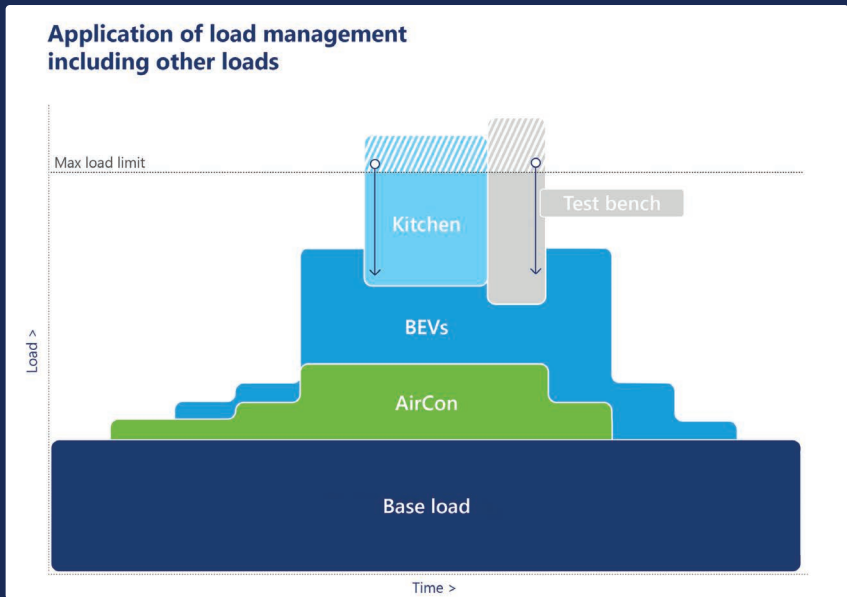 Application of load management
including other loads
Max load limit
Test bench
Kitchen
BEVs
Load >
AirCon
Base load
Time >